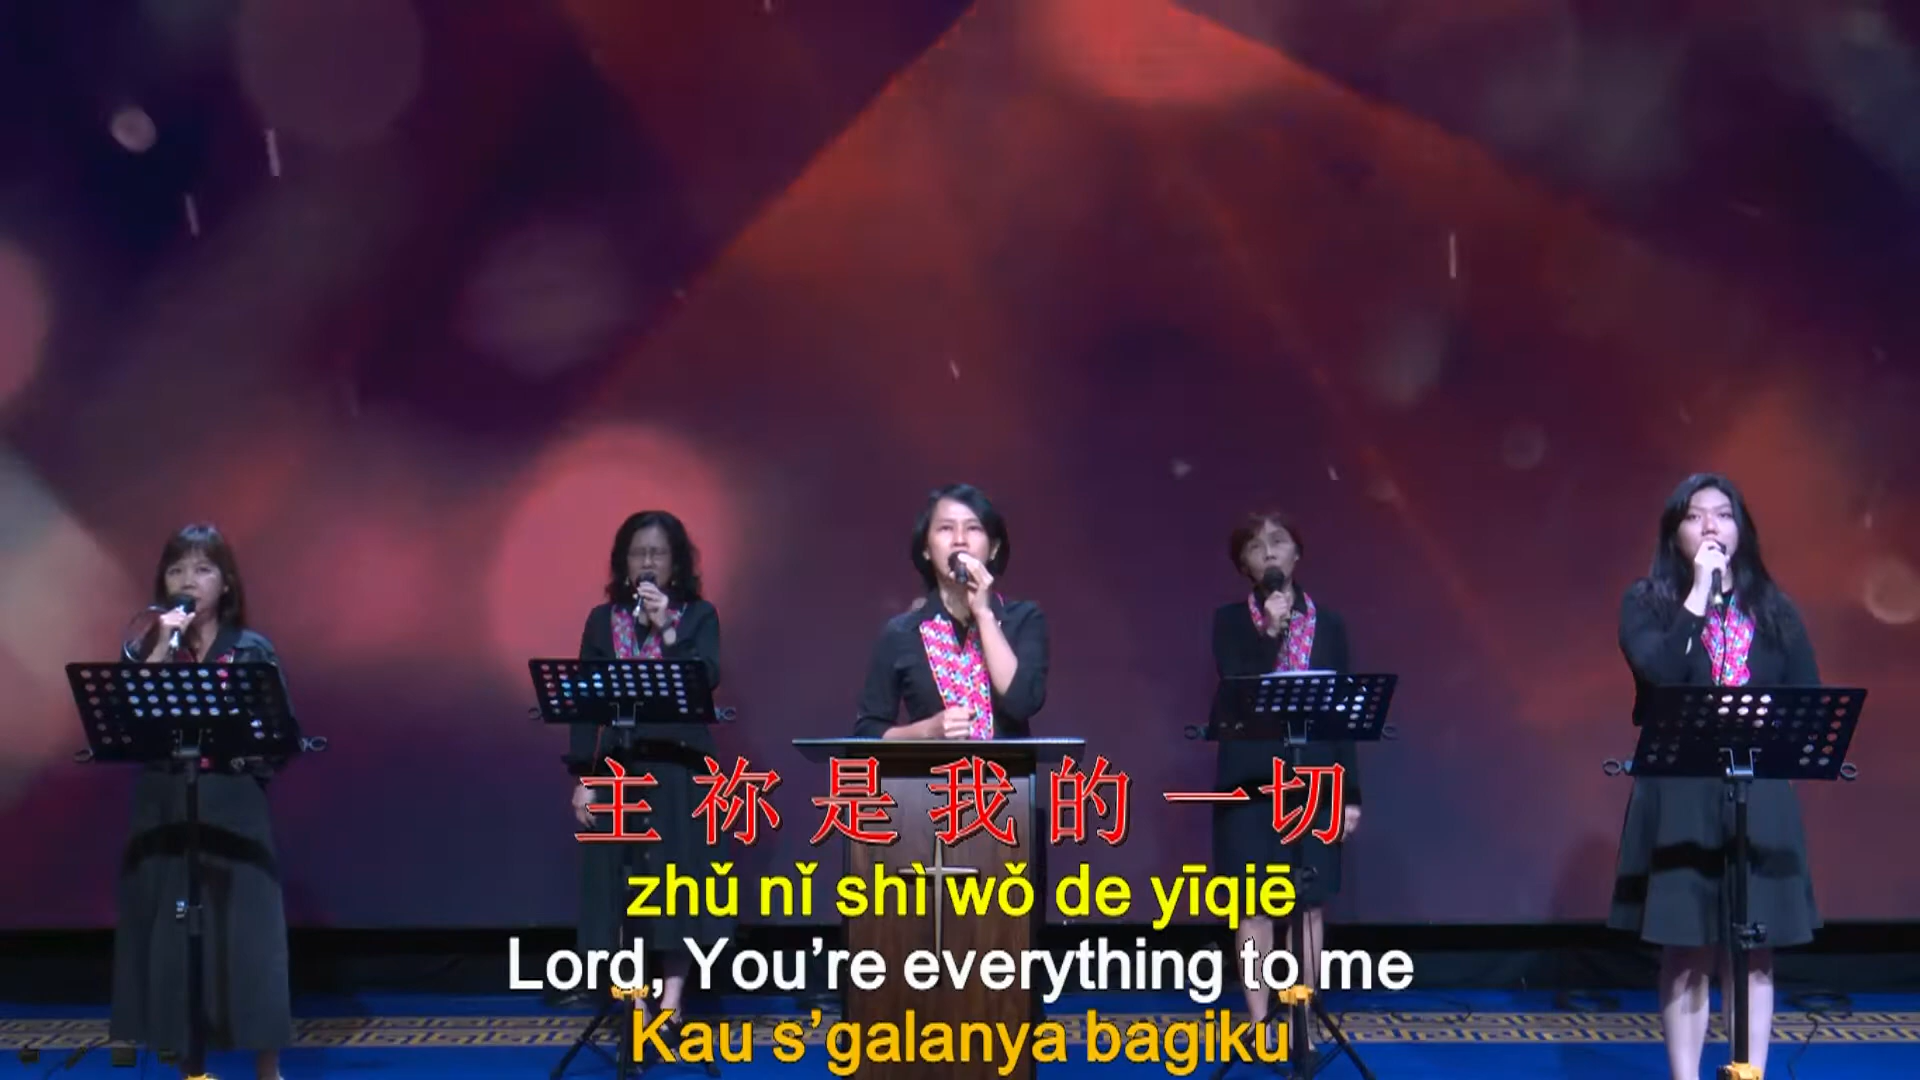 主祢是我的一切
zhǔ nǐ shì wǒ de yīqiē
Lord, You’re everything to me
Kau s’galanya bagiku